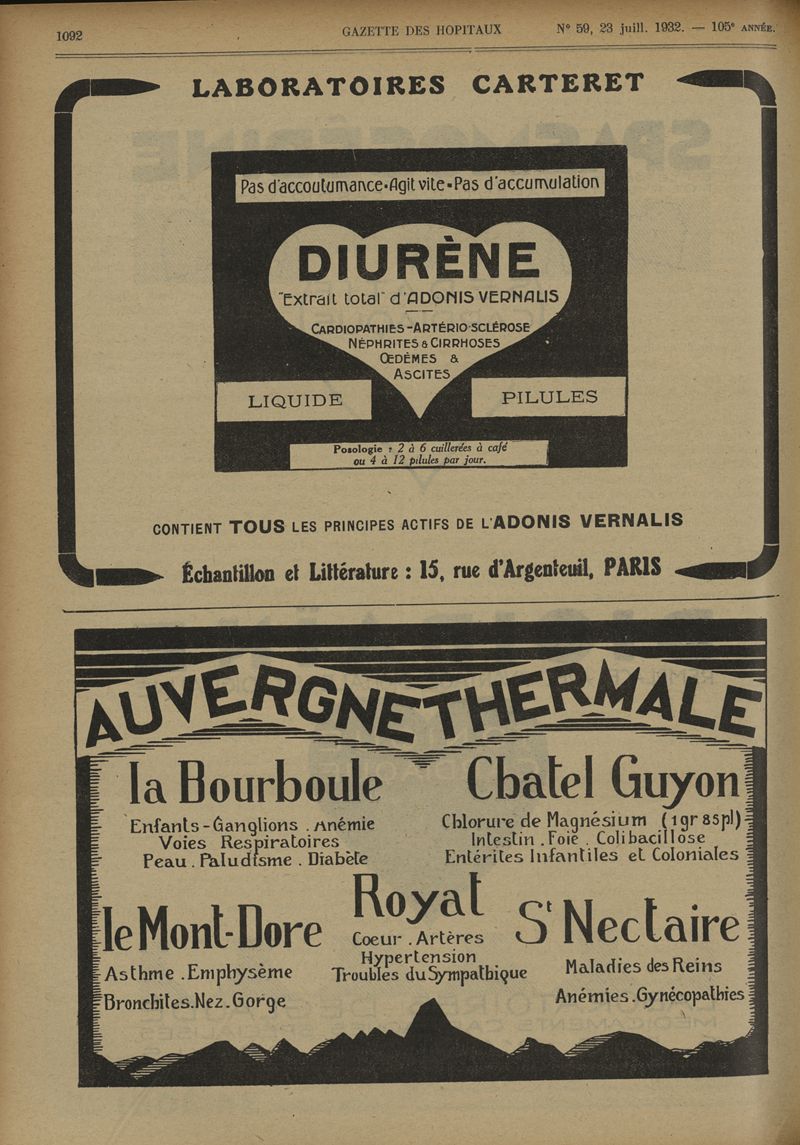 1092
GAZETTE DES HOPITAUX
N° 59, 23 juill. 1932. — 105e ANNÉE.
LABORATOIRES CARTERET
Pas d'accoutumance•Agit vite•Pas d'accumulation
DIURÈNE
"Extrait total" d'ADONIS VERNALIS
CARDIOPATHIES-ARTÉRIO-SCLÉROSE
NÉPHRITES & CIRRHOSES
ŒDÈMES &
ASCITES
LIQUIDE
PILULES
Posologie : 2 à 6 cuillerées à café
ou 4 à 12 pilules par jour.
CONTIENT TOUS LES PRINCIPES ACTIFS DE L'ADONIS VERNALIS
Échantillon et Littérature : 15, rue d'Argenteuil, PARIS
AUVERGNE THERMALE
la Bourboule
Enfants-Ganglions . Anémie
Voies Respiratoires
Peau . Paludisme . Diabète
Chatel Guyon
Chlorure de Magnésium (1gr 85 pl)
Intestin . Foie . Colibacillose
Entérites Infantiles et Coloniales
le Mont-Dore
Asthme . Emphysème
Bronchites.Nez.Gorge
Royat
Coeur . Artères
Hypertension
Troubles du Sympathique
St Nectaire
Maladies des Reins
Anémies .Gynécopathies